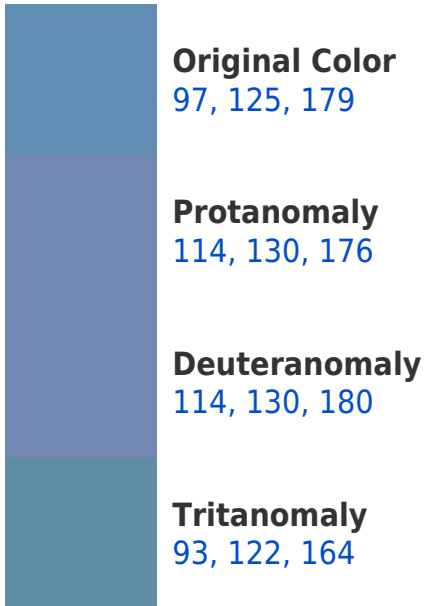 Original Color
97, 125, 179
Protanomaly
114, 130, 176
Deuteranomaly
114, 130, 180
Tritanomaly
93, 122, 164